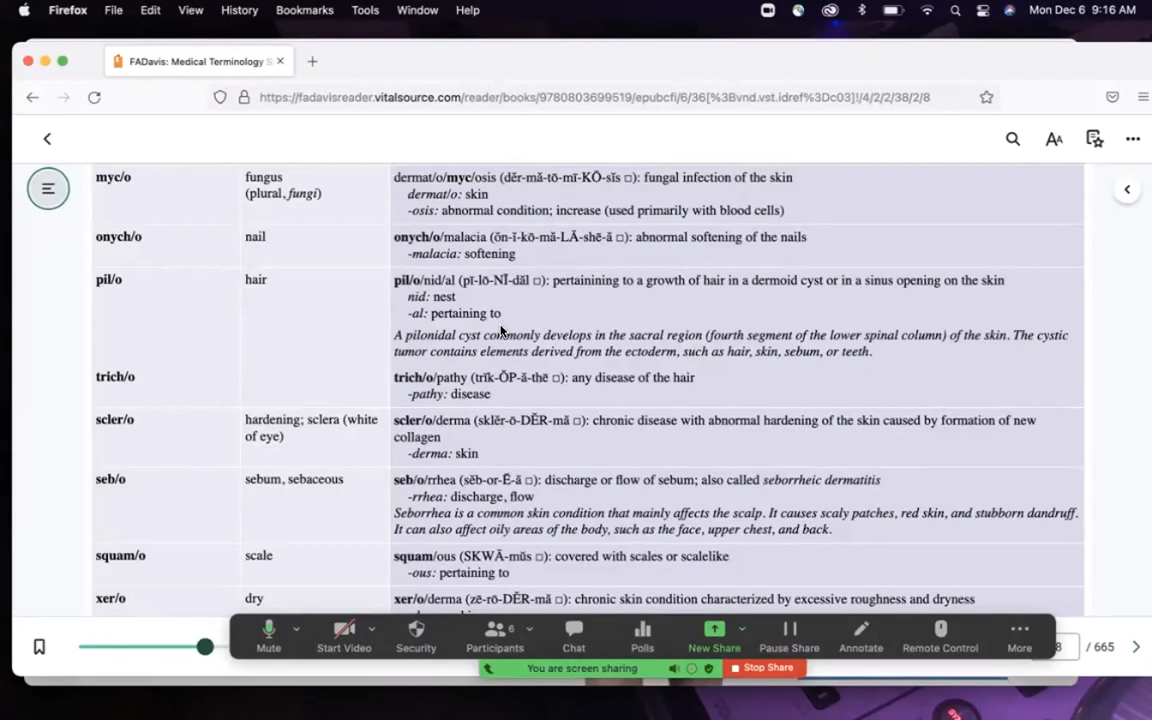 Firefox File Edit View History Bookmarks Tools Window Help Mon Dec 6 9:16 AM
FADavis: Medical Terminology S
https://fadavisreader.vitalsource.com/reader/books/9780803699519/epubcfi/6/36[%3Bvnd.vst.idref%3Dc03]!/4/2/2/38/2/8
AA
myc/o fungus dermat/o/myc/osis (dĕr-mă-tō-mī-KŌ-sĭs □): fungal infection of the skin
(plural, fungi) dermat/o: skin
-osis: abnormal condition; increase (used primarily with blood cells)
onych/o nail onych/o/malacia (ŏn-ĭ-kō-mă-LĀ-shē-ă □): abnormal softening of the nails
-malacia: softening
pil/o hair pil/o/nid/al (pī-lō-NĪ-dăl □): pertainining to a growth of hair in a dermoid cyst or in a sinus opening on the skin
nid: nest
-al: pertaining to
A pilonidal cyst commonly develops in the sacral region (fourth segment of the lower spinal column) of the skin. The cystic
tumor contains elements derived from the ectoderm, such as hair, skin, sebum, or teeth.
trich/o trich/o/pathy (trĭk-ŎP-ă-thē □): any disease of the hair
-pathy: disease
scler/o hardening; sclera (white scler/o/derma (sklĕr-ō-DĔR-mă □): chronic disease with abnormal hardening of the skin caused by formation of new
of eye) collagen
-derma: skin
seb/o sebum, sebaceous seb/o/rrhea (sĕb-or-Ē-ă □): discharge or flow of sebum; also called seborrheic dermatitis
-rrhea: discharge, flow
Seborrhea is a common skin condition that mainly affects the scalp. It causes scaly patches, red skin, and stubborn dandruff.
It can also affect oily areas of the body, such as the face, upper chest, and back.
squam/o scale squam/ous (SKWĀ-mŭs □): covered with scales or scalelike
-ous: pertaining to
xer/o dry xer/o/derma (zē-rō-DĔR-mă □): chronic skin condition characterized by excessive roughness and dryness
6
Mute Start Video Security Participants Chat Polls New Share Pause Share Annotate Remote Control More
8 / 665
You are screen sharing Stop Share